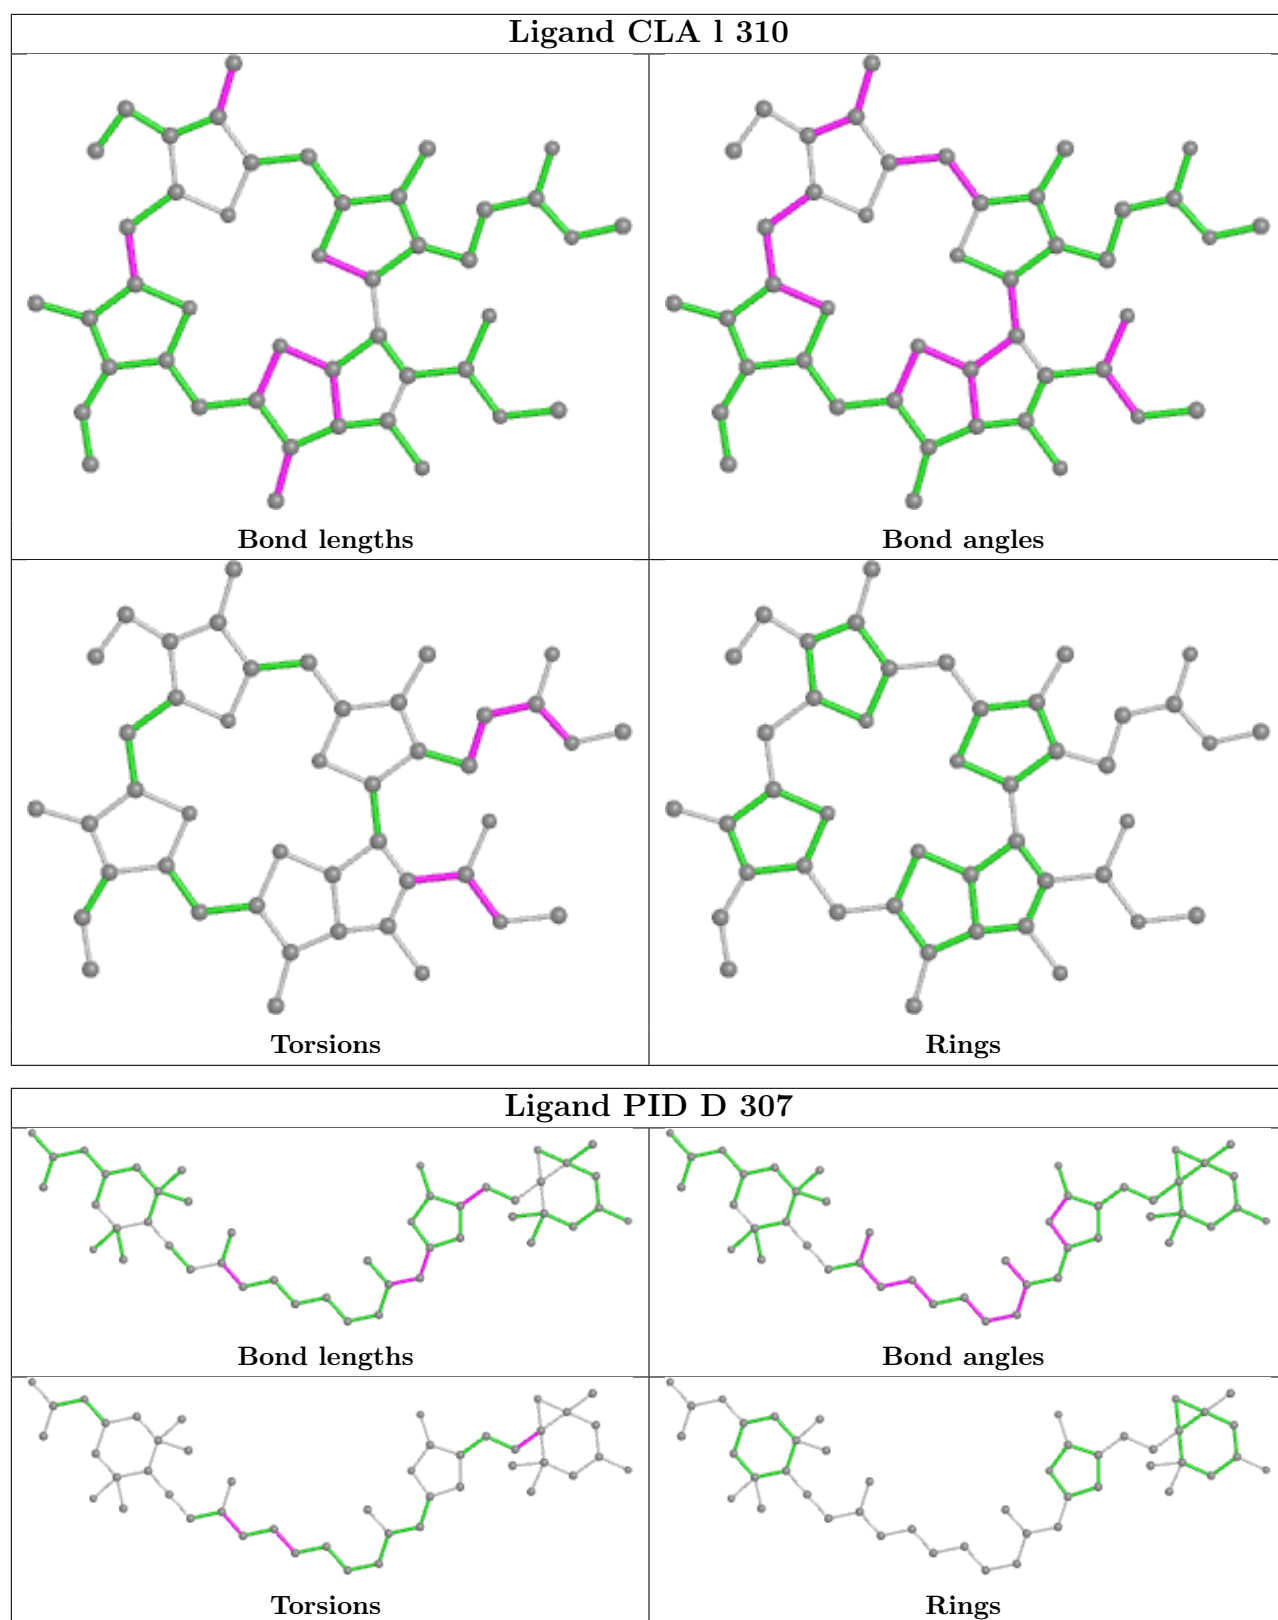 Ligand CLA l 310
Bond lengths
Bond angles
Torsions
Rings
Ligand PID D 307
Bond lengths
Bond angles
Torsions
Rings